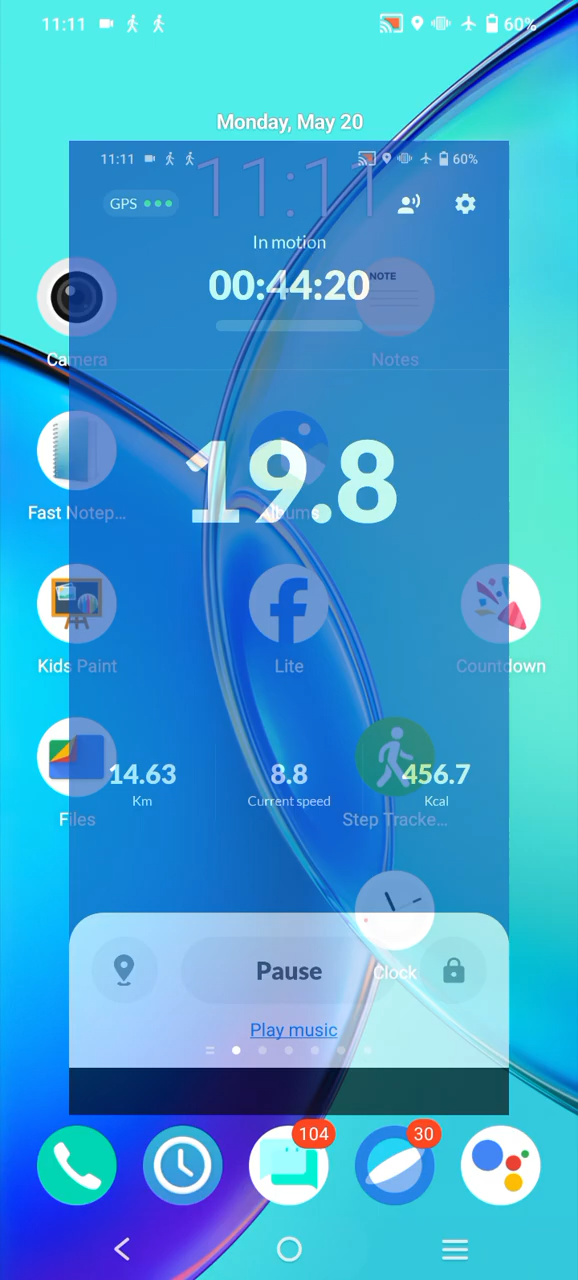 11:11 60%
Monday, May 20
11:11 60%
11:11
GPS
In motion
00:44:20
NOTE
Camera Notes
19.8
Fast Notep... Albums
Kids Paint Lite Countdown
14.63 8.8 456.7
Km Current speed Kcal
Files Step Tracke...
Pause
Clock
Play music
104 30